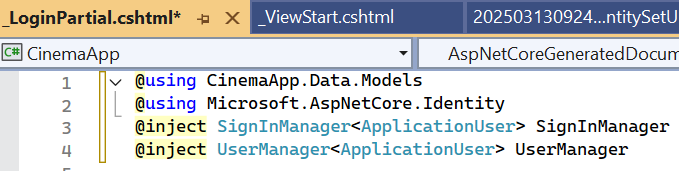 _LoginPartial.cshtml* _ViewStart.cshtml 202503130924...ntitySetU
C# CinemaApp AspNetCoreGeneratedDocum
1 @using CinemaApp.Data.Models
2 @using Microsoft.AspNetCore.Identity
3 @inject SignInManager<ApplicationUser> SignInManager
4 @inject UserManager<ApplicationUser> UserManager